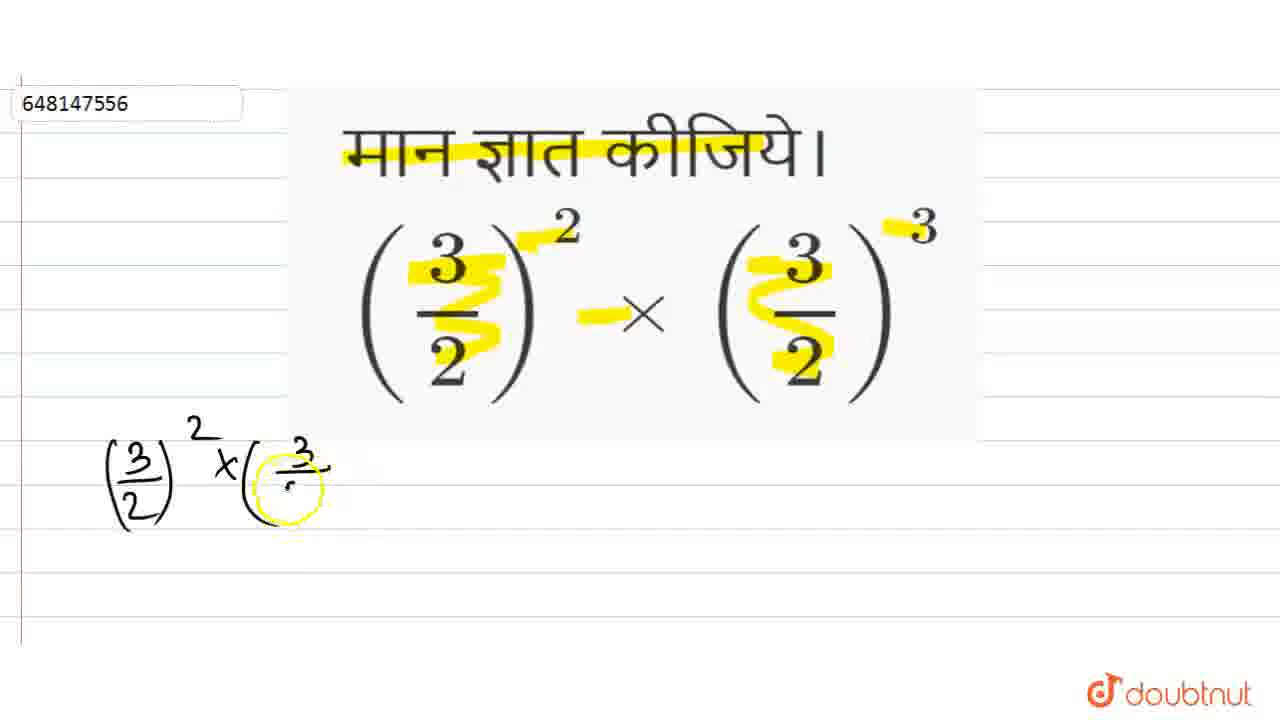 648147556
मान ज्ञात कीजिये।
(3/2)^2 × (3/2)^3
(3/2)^2 × (3/
doubtnut